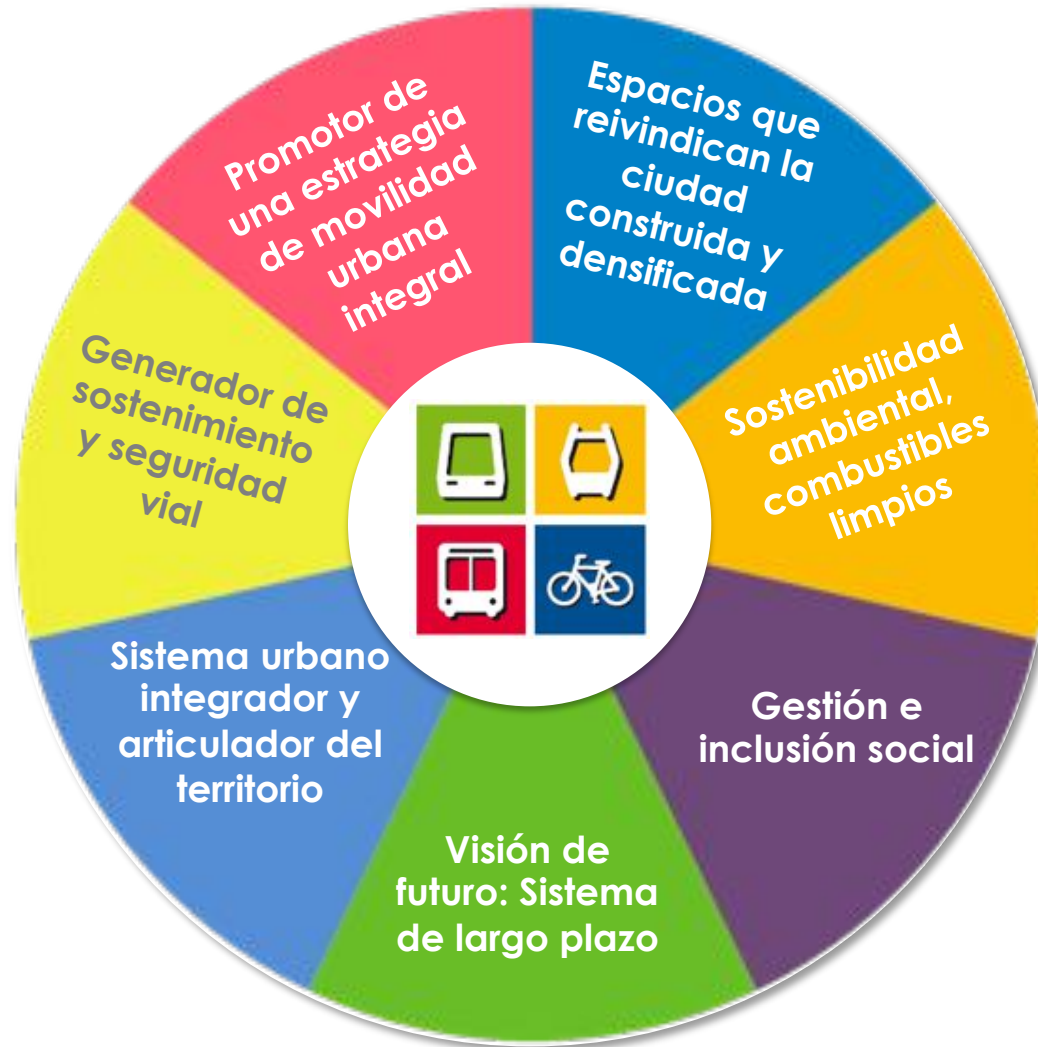 Promotor de
una estrategia
de movilidad
urbana
integral
Espacios que
reivindican la
ciudad
construida y
densificada
Sostenibilidad
ambiental,
combustibles
limpios
Gestión e
inclusión social
Visión de
futuro: Sistema
de largo plazo
Sistema urbano
integrador y
articulador del
territorio
Generador de
sostenimiento
y seguridad
vial